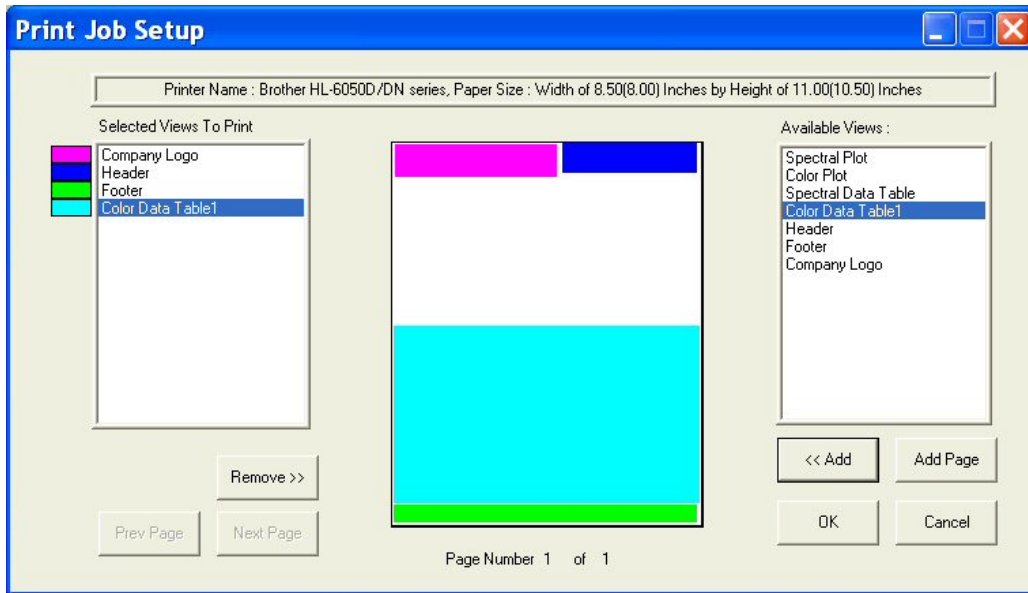 Print Job Setup
Printer Name : Brother HL-6050D/DN series, Paper Size : Width of 8.50(8.00) Inches by Height of 11.00(10.50) Inches
Selected Views To Print
Company Logo
Header
Footer
Color Data Table1
Available Views :
Spectral Plot
Color Plot
Spectral Data Table
Color Data Table1
Header
Footer
Company Logo
Remove >>
<< Add
Add Page
Prev Page
Next Page
OK
Cancel
Page Number 1 of 1